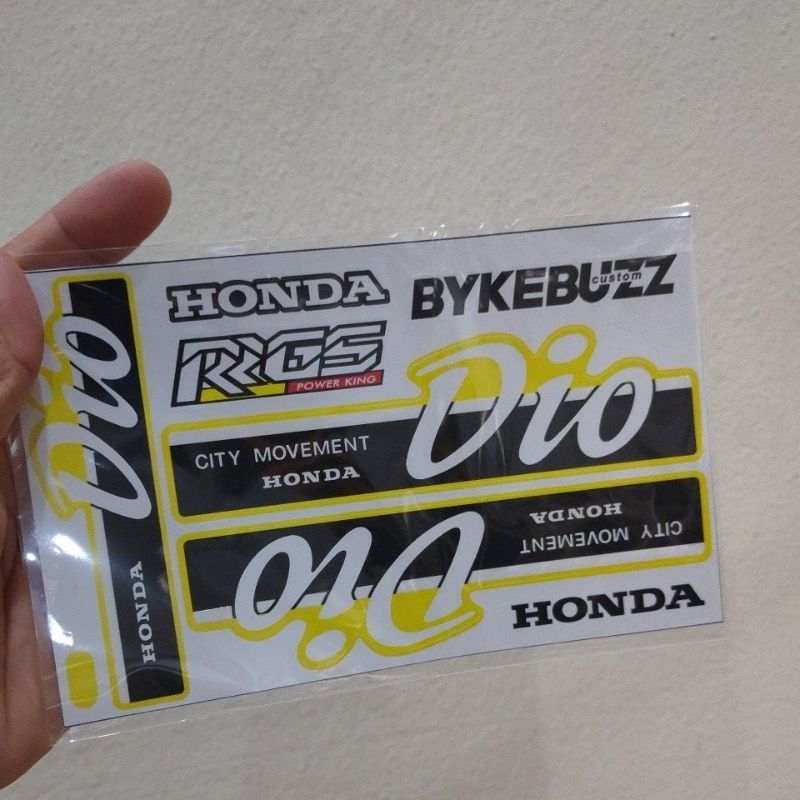 HONDA
BYKEBUZZ
custom
RRGS
POWER KING
Dio
HONDA
Dio
CITY MOVEMENT
HONDA
Dio
CITY MOVEMENT
HONDA
HONDA